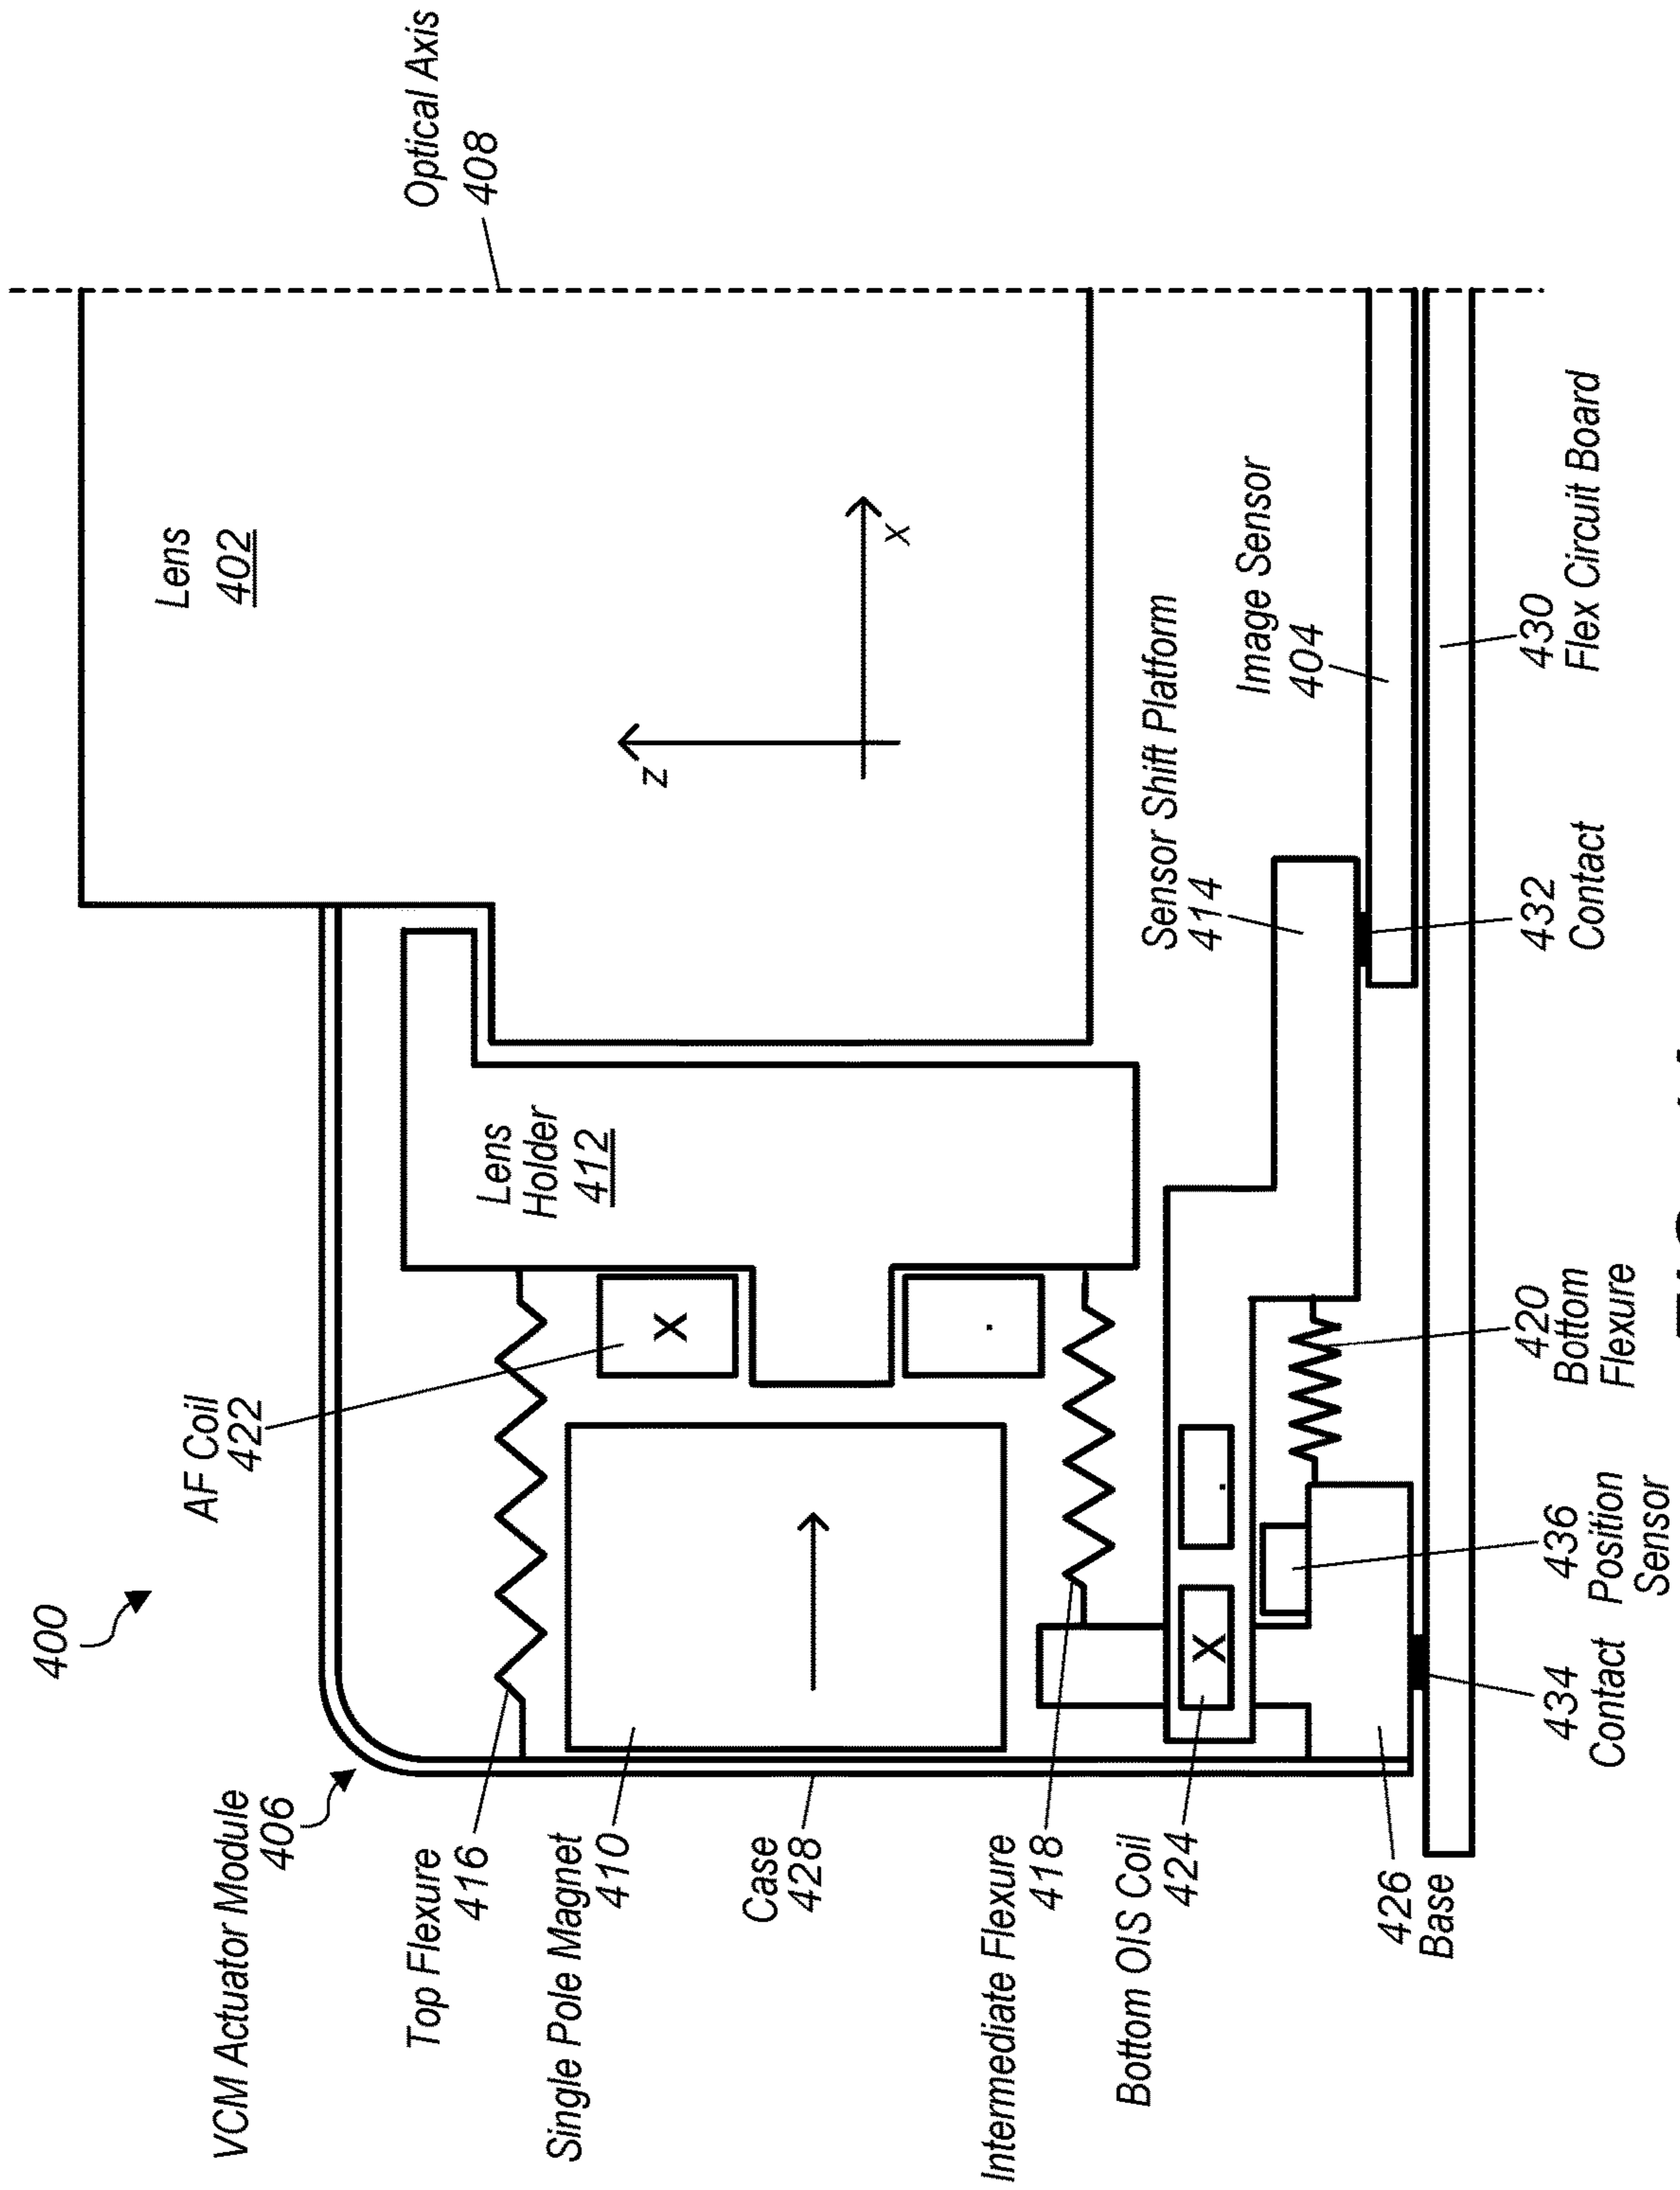 400
VCM Actuator Module
406
AF Coil
422
Lens
402
Optical Axis
408
Top Flexure
416
Lens
Holder
412
Single Pole Magnet
410
X
z
x
Case
428
Intermediate Flexure
418
Sensor Shift Platform
414
Image Sensor
404
Bottom OIS Coil
424
X
426
Base
434
Contact
436
Position
Sensor
420
Bottom
Flexure
432
Contact
430
Flex Circuit Board